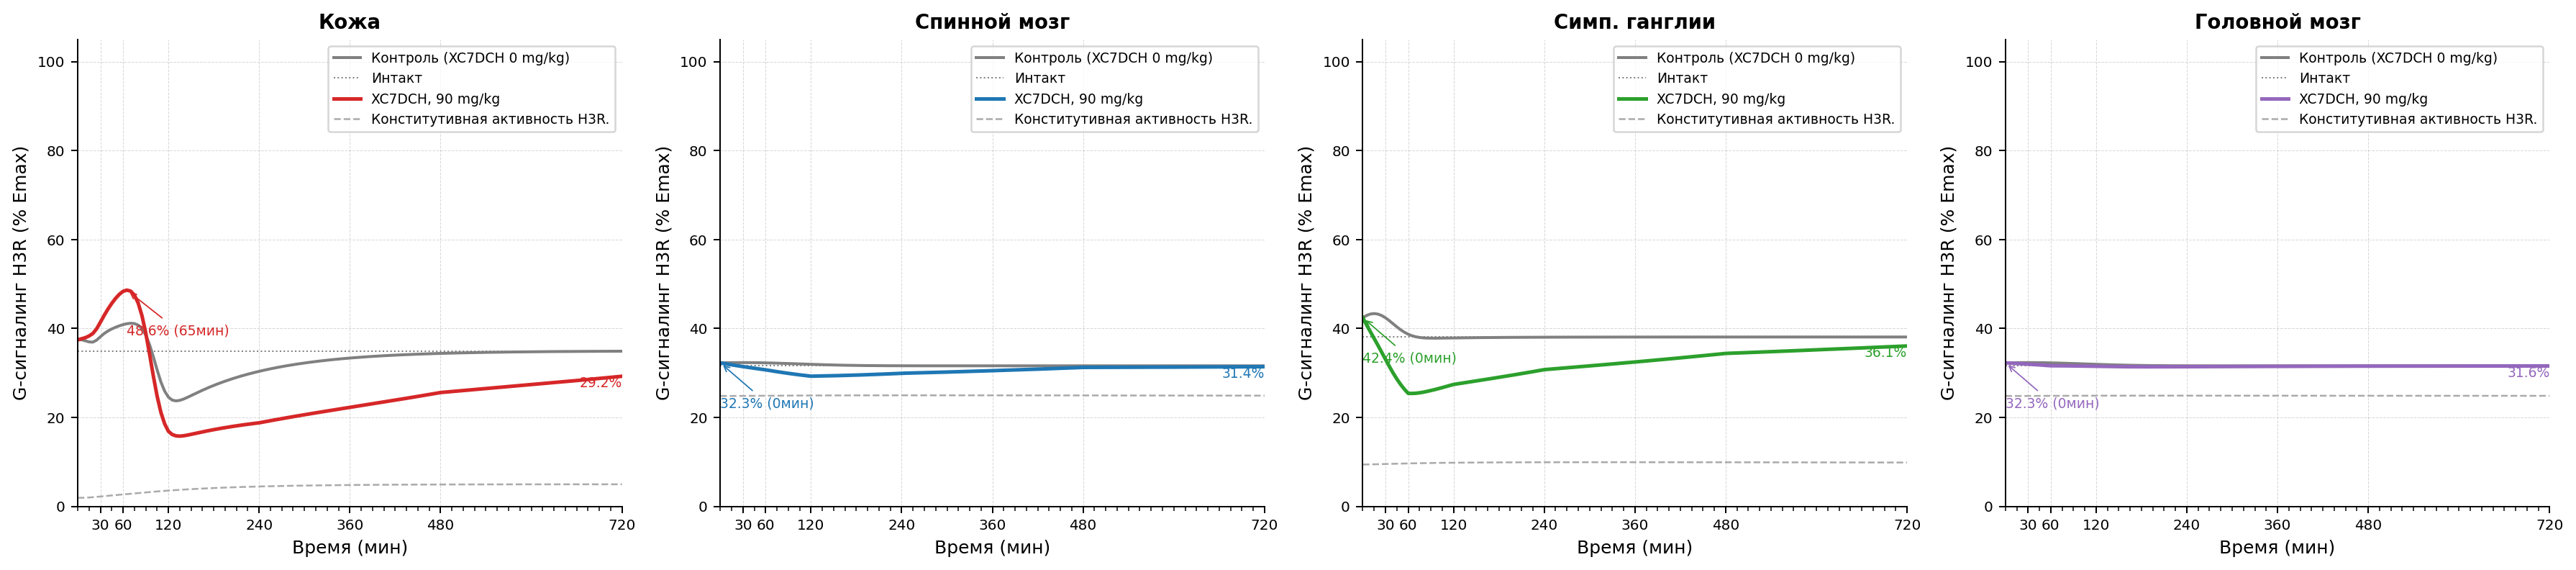 Кожа
G-сигналинг H3R (% Emax)
100
80
60
40
20
0
Контроль (XC7DCH 0 mg/kg)
Интакт
XC7DCH, 90 mg/kg
Конститутивная активность H3R.
48.6% (65мин)
29.2%
30 60 120 240 360 480 720
Время (мин)
Спинной мозг
G-сигналинг H3R (% Emax)
100
80
60
40
20
0
Контроль (XC7DCH 0 mg/kg)
Интакт
XC7DCH, 90 mg/kg
Конститутивная активность H3R.
31.4%
32.3% (0мин)
30 60 120 240 360 480 720
Время (мин)
Симп. ганглии
G-сигналинг H3R (% Emax)
100
80
60
40
20
0
Контроль (XC7DCH 0 mg/kg)
Интакт
XC7DCH, 90 mg/kg
Конститутивная активность H3R.
42.4% (0мин)
36.1%
30 60 120 240 360 480 720
Время (мин)
Головной мозг
G-сигналинг H3R (% Emax)
100
80
60
40
20
0
Контроль (XC7DCH 0 mg/kg)
Интакт
XC7DCH, 90 mg/kg
Конститутивная активность H3R.
31.6%
32.3% (0мин)
30 60 120 240 360 480 720
Время (мин)